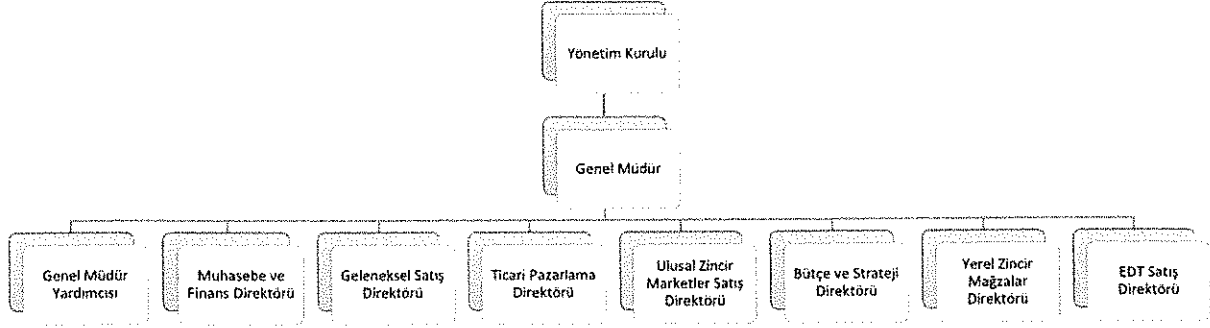 Yönetim Kurulu
Genel Müdür
Genel Müdür
Yardımcısı
Muhasebe ve
Finans Direktörü
Geleneksel Satış
Direktörü
Ticari Pazarlama
Direktörü
Ulusal Zincir
Marketler Satış
Direktörü
Bütçe ve Strateji
Direktörü
Yerel Zincir
Mağzalar
Direktörü
EDT Satış
Direktörü